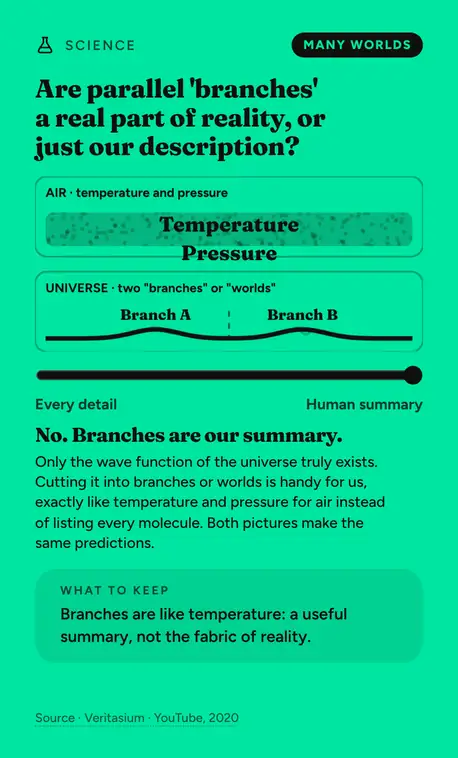 SCIENCE
MANY WORLDS
Are parallel 'branches'
a real part of reality, or
just our description?
AIR · temperature and pressure
Temperature
Pressure
UNIVERSE · two "branches" or "worlds"
Branch A
Branch B
Every detail
Human summary
No. Branches are our summary.
Only the wave function of the universe truly exists.
Cutting it into branches or worlds is handy for us,
exactly like temperature and pressure for air instead
of listing every molecule. Both pictures make the
same predictions.
WHAT TO KEEP
Branches are like temperature: a useful
summary, not the fabric of reality.
Source · Veritasium · YouTube, 2020